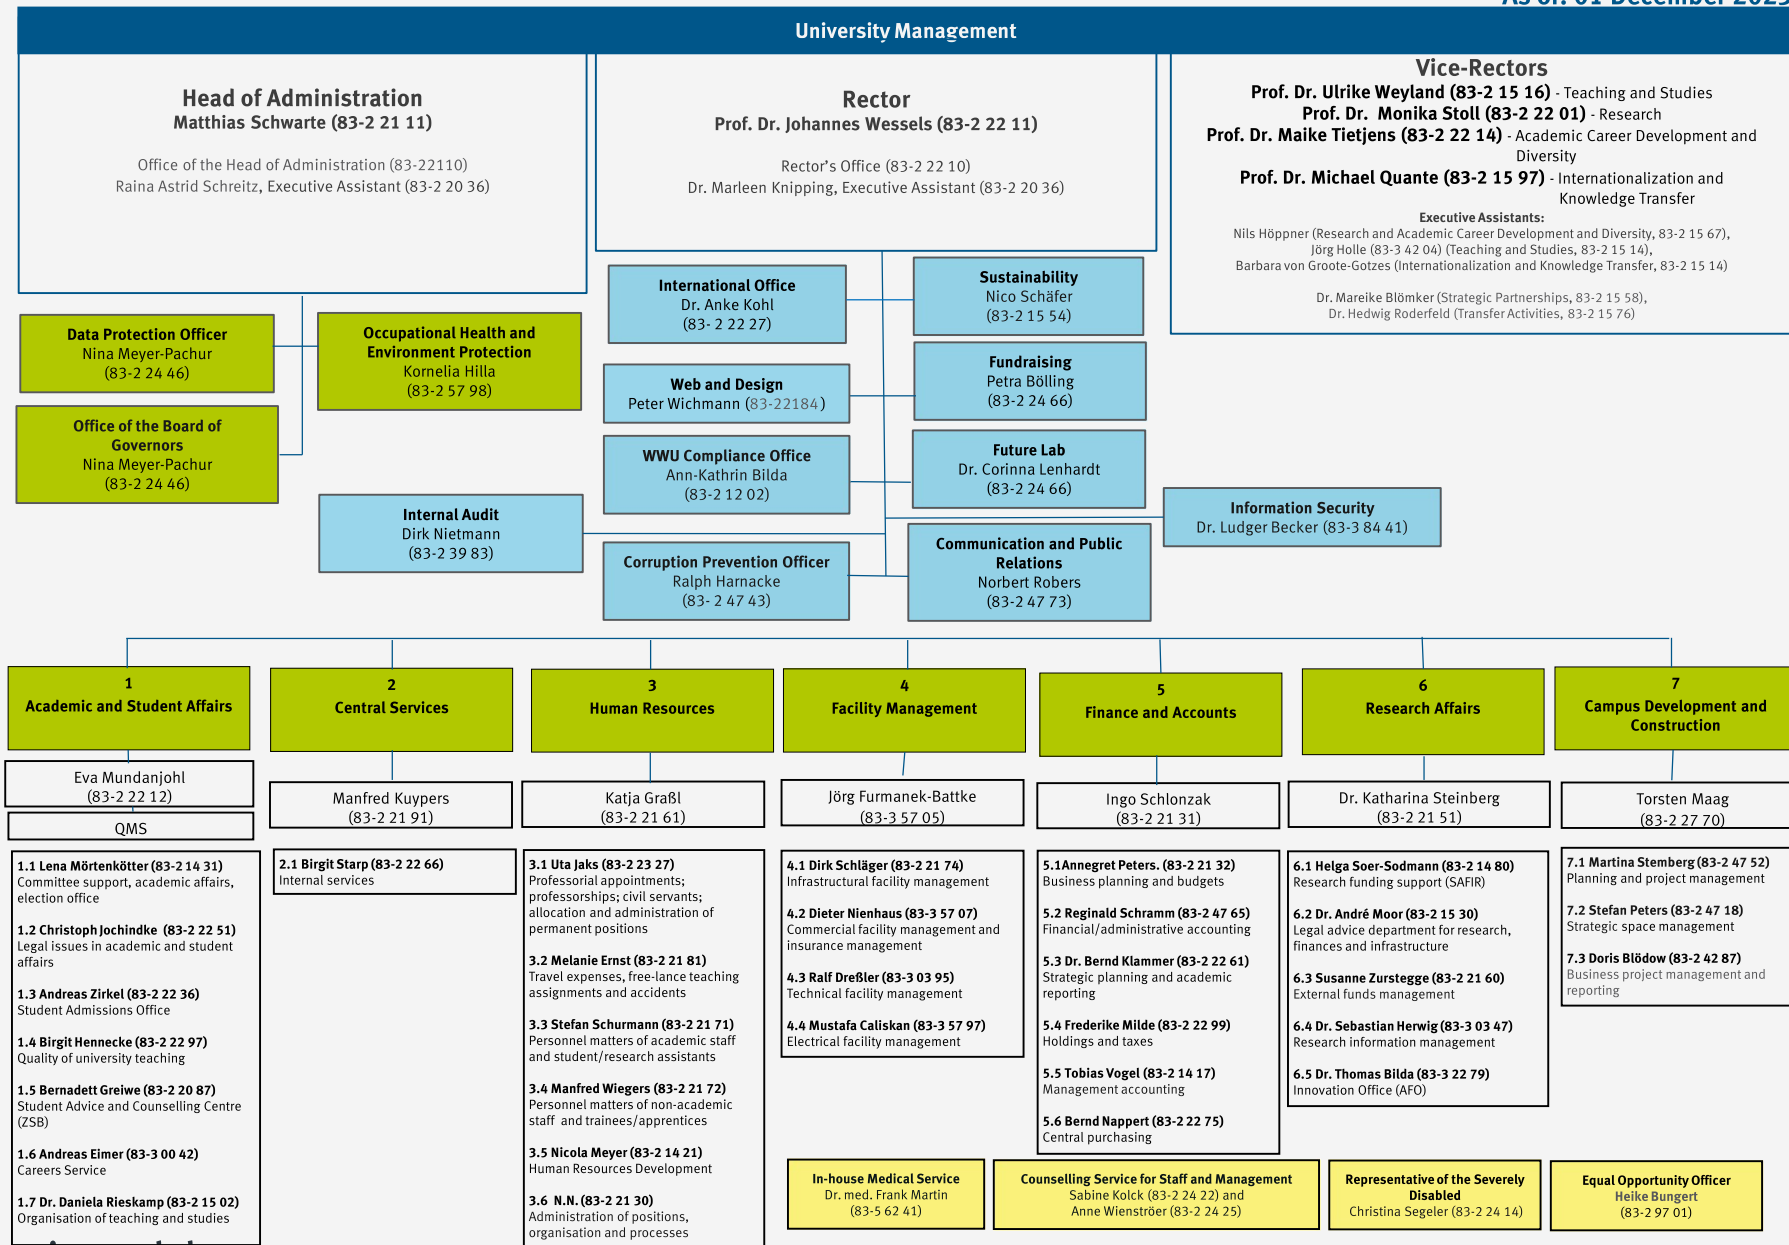 As of: 01 December 2023
University Management
Head of Administration
Matthias Schwarte (83-2 21 11)
Office of the Head of Administration (83-22110)
Raina Astrid Schreitz, Executive Assistant (83-2 20 36)
Rector
Prof. Dr. Johannes Wessels (83-2 22 11)
Rector's Office (83-2 22 10)
Dr. Marleen Knipping, Executive Assistant (83-2 20 36)
Vice-Rectors
Prof. Dr. Ulrike Weyland (83-2 15 16) - Teaching and Studies
Prof. Dr. Monika Stoll (83-2 22 01) - Research
Prof. Dr. Maike Tietjens (83-2 22 14) - Academic Career Development and
Diversity
Prof. Dr. Michael Quante (83-2 15 97) - Internationalization and
Knowledge Transfer
Executive Assistants:
Nils Höppner (Research and Academic Career Development and Diversity, 83-2 15 67),
Jörg Holle (83-3 42 04) (Teaching and Studies, 83-2 15 14),
Barbara von Groote-Gotzes (Internationalization and Knowledge Transfer, 83-2 15 14)
Dr. Mareike Blömker (Strategic Partnerships, 83-2 15 58),
Dr. Hedwig Roderfeld (Transfer Activities, 83-2 15 76)
Data Protection Officer
Nina Meyer-Pachur
(83-2 24 46)
Occupational Health and
Environment Protection
Kornelia Hilla
(83-2 57 98)
Office of the Board of
Governors
Nina Meyer-Pachur
(83-2 24 46)
International Office
Dr. Anke Kohl
(83- 2 22 27)
Sustainability
Nico Schäfer
(83-2 15 54)
Web and Design
Peter Wichmann (83-22184)
Fundraising
Petra Bölling
(83-2 24 66)
WWU Compliance Office
Ann-Kathrin Bilda
(83-2 12 02)
Future Lab
Dr. Corinna Lenhardt
(83-2 24 66)
Internal Audit
Dirk Nietmann
(83-2 39 83)
Information Security
Dr. Ludger Becker (83-3 84 41)
Corruption Prevention Officer
Ralph Harnacke
(83- 2 47 43)
Communication and Public
Relations
Norbert Robers
(83-2 47 73)
1
Academic and Student Affairs
Eva Mundanjohl
(83-2 22 12)
QMS
1.1 Lena Mörtenkötter (83-2 14 31)
Committee support, academic affairs,
election office
1.2 Christoph Jochindke (83-2 22 51)
Legal issues in academic and student
affairs
1.3 Andreas Zirkel (83-2 22 36)
Student Admissions Office
1.4 Birgit Hennecke (83-2 22 97)
Quality of university teaching
1.5 Bernadett Greiwe (83-2 20 87)
Student Advice and Counselling Centre
(ZSB)
1.6 Andreas Eimer (83-3 00 42)
Careers Service
1.7 Dr. Daniela Rieskamp (83-2 15 02)
Organisation of teaching and studies
2
Central Services
Manfred Kuypers
(83-2 21 91)
2.1 Birgit Starp (83-2 22 66)
Internal services
3
Human Resources
Katja Graßl
(83-2 21 61)
3.1 Uta Jaks (83-2 23 27)
Professorial appointments;
professorships; civil servants;
allocation and administration of
permanent positions
3.2 Melanie Ernst (83-2 21 81)
Travel expenses, free-lance teaching
assignments and accidents
3.3 Stefan Schurmann (83-2 21 71)
Personnel matters of academic staff
and student/research assistants
3.4 Manfred Wiegers (83-2 21 72)
Personnel matters of non-academic
staff and trainees/apprentices
3.5 Nicola Meyer (83-2 14 21)
Human Resources Development
3.6 N.N. (83-2 21 30)
Administration of positions,
organisation and processes
4
Facility Management
Jörg Furmanek-Battke
(83-3 57 05)
4.1 Dirk Schläger (83-2 21 74)
Infrastructural facility management
4.2 Dieter Nienhaus (83-3 57 07)
Commercial facility management and
insurance management
4.3 Ralf Dreßler (83-3 03 95)
Technical facility management
4.4 Mustafa Caliskan (83-3 57 97)
Electrical facility management
5
Finance and Accounts
Ingo Schlonzak
(83-2 21 31)
5.1Annegret Peters. (83-2 21 32)
Business planning and budgets
5.2 Reginald Schramm (83-2 47 65)
Financial/administrative accounting
5.3 Dr. Bernd Klammer (83-2 22 61)
Strategic planning and academic
reporting
5.4 Frederike Milde (83-2 22 99)
Holdings and taxes
5.5 Tobias Vogel (83-2 14 17)
Management accounting
5.6 Bernd Nappert (83-2 22 75)
Central purchasing
6
Research Affairs
Dr. Katharina Steinberg
(83-2 21 51)
6.1 Helga Soer-Sodmann (83-2 14 80)
Research funding support (SAFIR)
6.2 Dr. André Moor (83-2 15 30)
Legal advice department for research,
finances and infrastructure
6.3 Susanne Zurstegge (83-2 21 60)
External funds management
6.4 Dr. Sebastian Herwig (83-3 03 47)
Research information management
6.5 Dr. Thomas Bilda (83-3 22 79)
Innovation Office (AFO)
7
Campus Development and
Construction
Torsten Maag
(83-2 27 70)
7.1 Martina Stemberg (83-2 47 52)
Planning and project management
7.2 Stefan Peters (83-2 47 18)
Strategic space management
7.3 Doris Blödow (83-2 42 87)
Business project management and
reporting
In-house Medical Service
Dr. med. Frank Martin
(83-5 62 41)
Counselling Service for Staff and Management
Sabine Kolck (83-2 24 22) and
Anne Wienströer (83-2 24 25)
Representative of the Severely
Disabled
Christina Segeler (83-2 24 14)
Equal Opportunity Officer
Heike Bungert
(83-2 97 01)